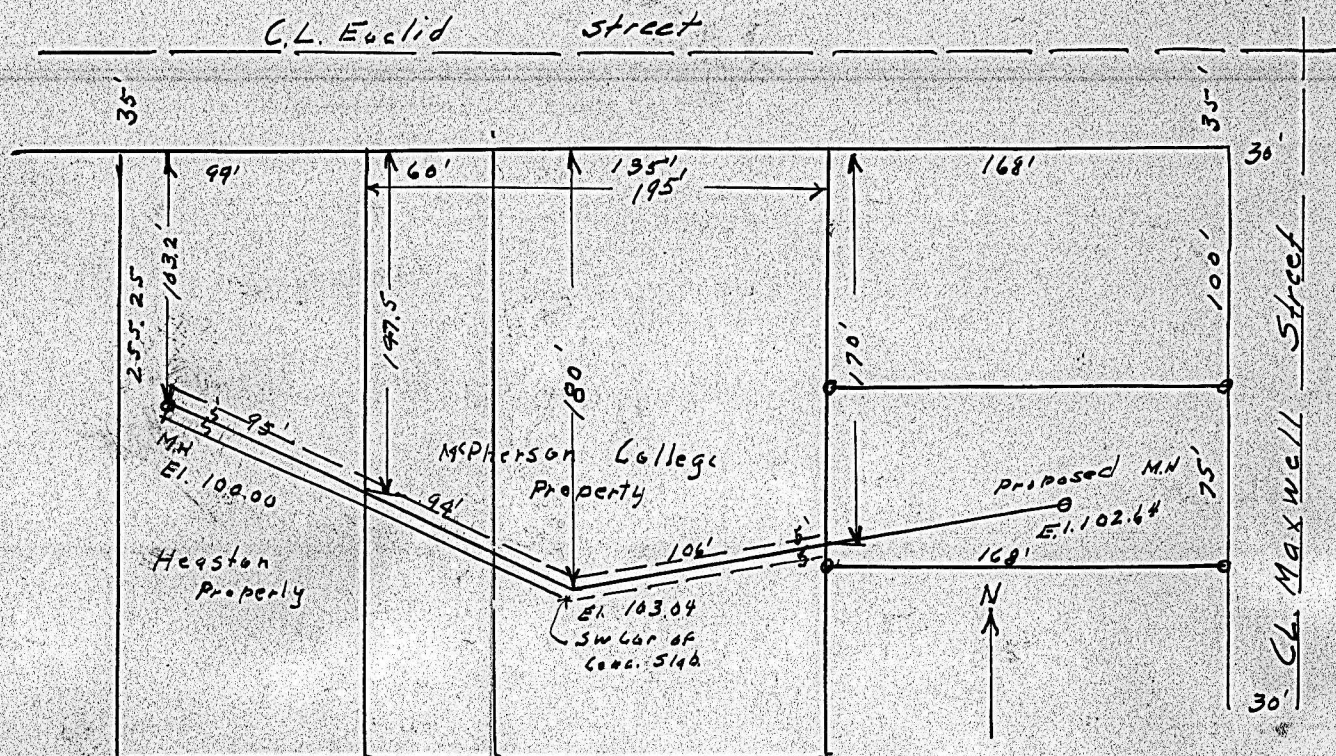 C.L. Euclid Street
35'
35'
99'
60'
135'
195'
168'
30'
255.25
103.2'
147.5
180'
170'
100'
5'
5'
95'
M.H
El. 100.00
94'
McPherson College
Property
106'
5'
5'
Proposed M.H
El. 102.64
75'
168'
Heaston
Property
El. 103.04
SW Cor of
Conc. Slab.
N
CL Maxwell Street
30'